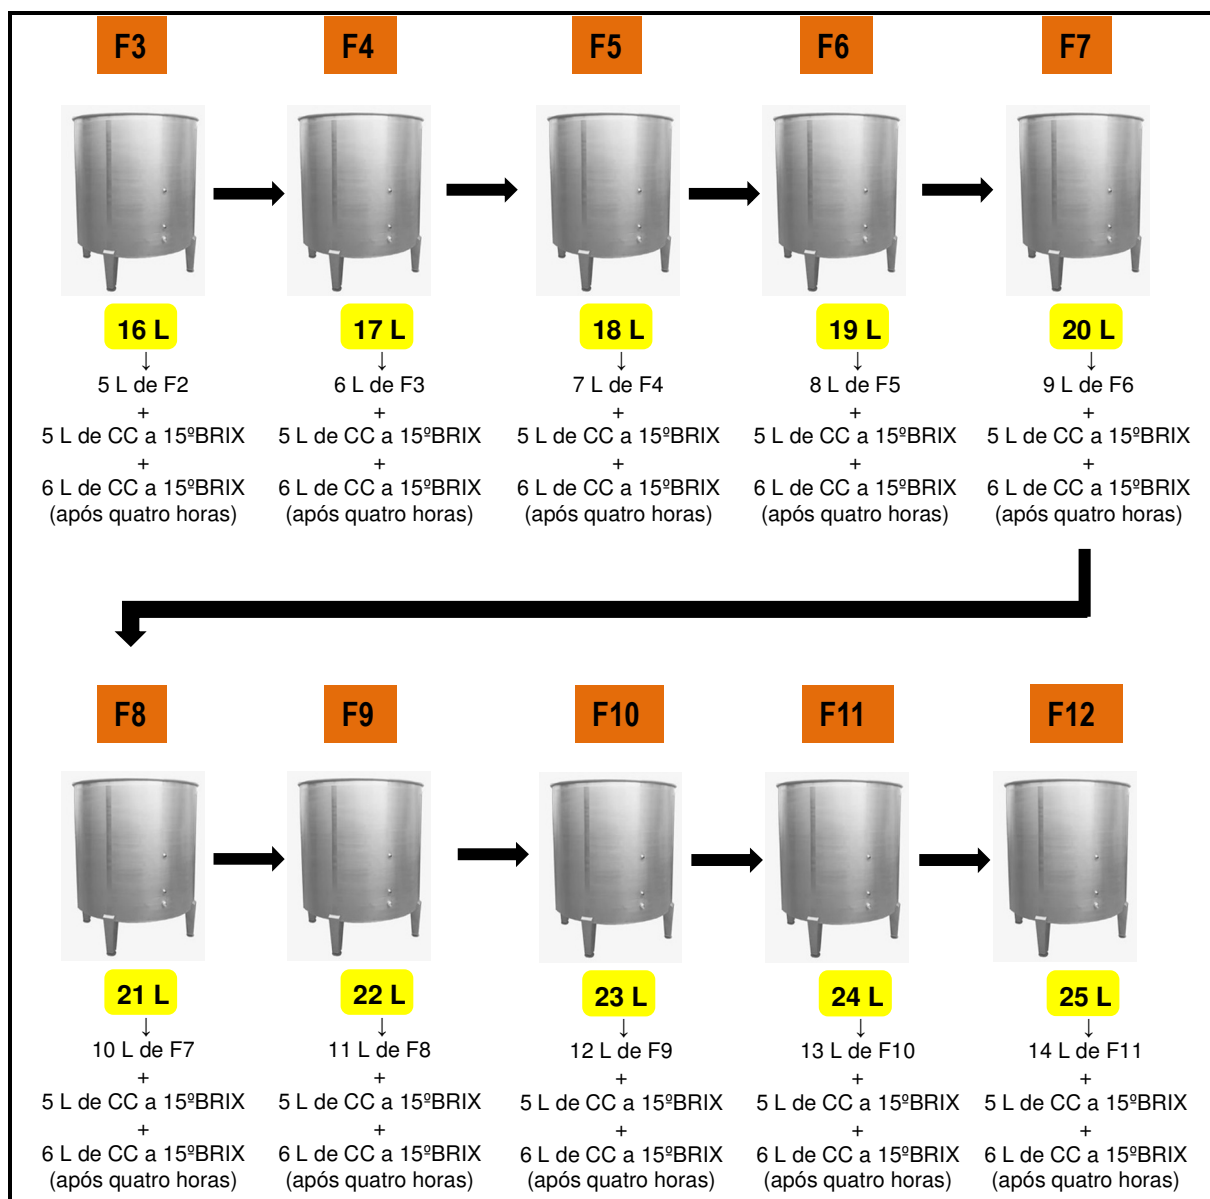 F3 F4 F5 F6 F7
16 L 17 L 18 L 19 L 20 L
↓ ↓ ↓ ↓ ↓
5 L de F2 6 L de F3 7 L de F4 8 L de F5 9 L de F6
+ + + + +
5 L de CC a 15ºBRIX 5 L de CC a 15ºBRIX 5 L de CC a 15ºBRIX 5 L de CC a 15ºBRIX 5 L de CC a 15ºBRIX
+ + + + +
6 L de CC a 15ºBRIX 6 L de CC a 15ºBRIX 6 L de CC a 15ºBRIX 6 L de CC a 15ºBRIX 6 L de CC a 15ºBRIX
(após quatro horas) (após quatro horas) (após quatro horas) (após quatro horas) (após quatro horas)
F8 F9 F10 F11 F12
21 L 22 L 23 L 24 L 25 L
↓ ↓ ↓ ↓ ↓
10 L de F7 11 L de F8 12 L de F9 13 L de F10 14 L de F11
+ + + + +
5 L de CC a 15ºBRIX 5 L de CC a 15ºBRIX 5 L de CC a 15ºBRIX 5 L de CC a 15ºBRIX 5 L de CC a 15ºBRIX
+ + + + +
6 L de CC a 15ºBRIX 6 L de CC a 15ºBRIX 6 L de CC a 15ºBRIX 6 L de CC a 15ºBRIX 6 L de CC a 15ºBRIX
(após quatro horas) (após quatro horas) (após quatro horas) (após quatro horas) (após quatro horas)